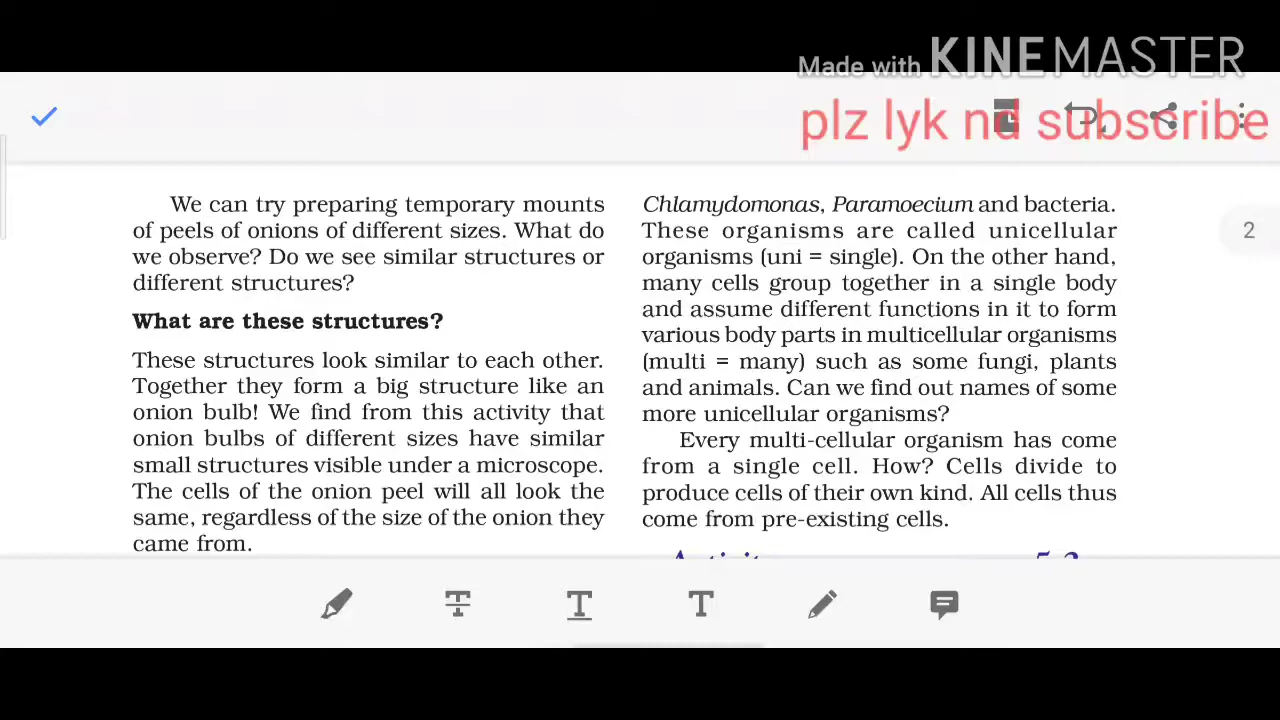 Made with KINEMASTER
plz lyk nd subscribe
We can try preparing temporary mounts
of peels of onions of different sizes. What do
we observe? Do we see similar structures or
different structures?
What are these structures?
These structures look similar to each other.
Together they form a big structure like an
onion bulb! We find from this activity that
onion bulbs of different sizes have similar
small structures visible under a microscope.
The cells of the onion peel will all look the
same, regardless of the size of the onion they
came from.
Chlamydomonas, Paramoecium and bacteria.
These organisms are called unicellular
organisms (uni = single). On the other hand,
many cells group together in a single body
and assume different functions in it to form
various body parts in multicellular organisms
(multi = many) such as some fungi, plants
and animals. Can we find out names of some
more unicellular organisms?
Every multi-cellular organism has come
from a single cell. How? Cells divide to
produce cells of their own kind. All cells thus
come from pre-existing cells.
2